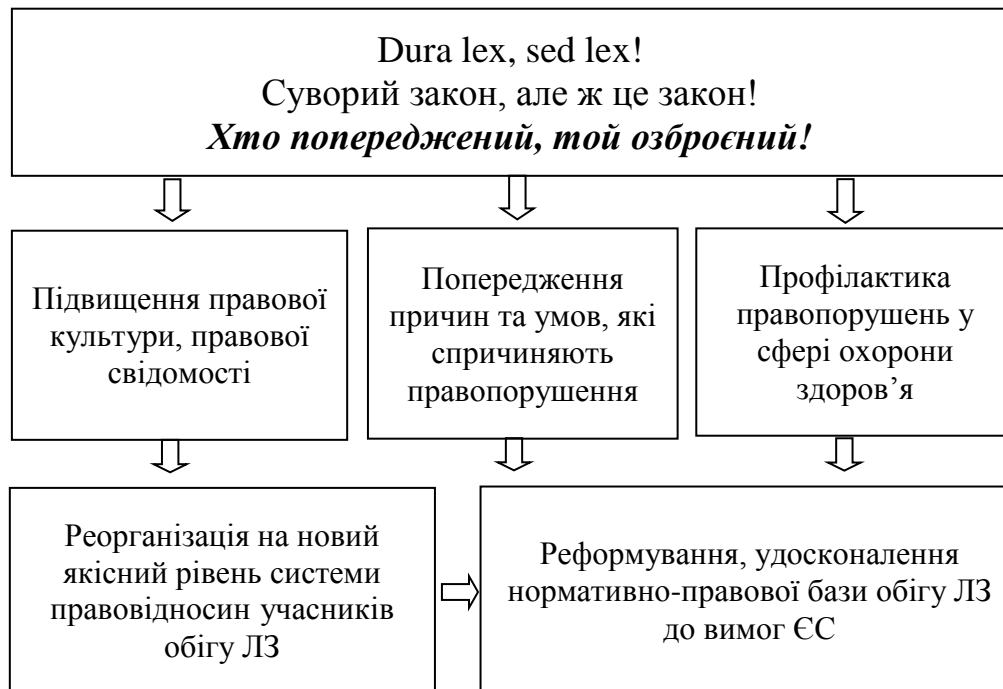 Dura lex, sed lex!
Суворий закон, але ж це закон!
Хто попереджений, той озброєний!
Підвищення правової
культури, правової
свідомості
Попередження
причин та умов, які
спричиняють
правопорушення
Профілактика
правопорушень у
сфері охорони
здоров’я
Реорганізація на новий
якісний рівень системи
правовідносин учасників
обігу ЛЗ
Реформування, удосконалення
нормативно-правової бази обігу ЛЗ
до вимог ЄС